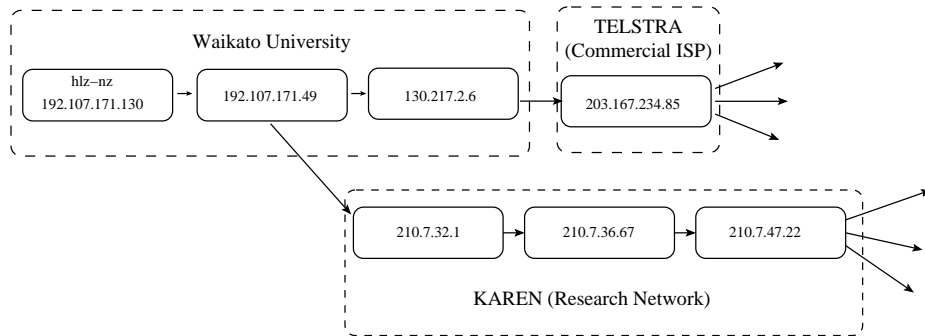 Waikato University
TELSTRA
(Commercial ISP)
hlz−nz
192.107.171.130
192.107.171.49
130.217.2.6
203.167.234.85
210.7.32.1
210.7.36.67
210.7.47.22
KAREN (Research Network)